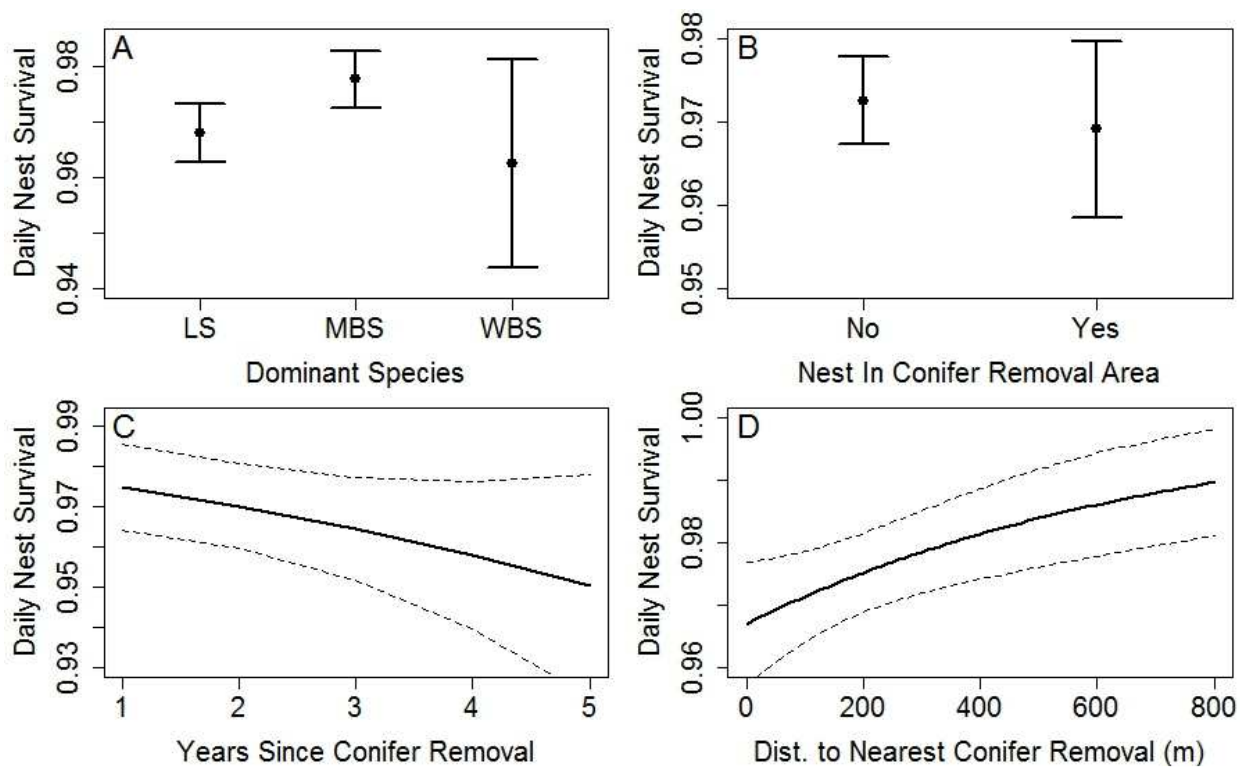 A
Daily Nest Survival
0.98
0.96
0.94
LS MBS WBS
Dominant Species
B
Daily Nest Survival
0.98
0.97
0.96
0.95
No Yes
Nest In Conifer Removal Area
C
Daily Nest Survival
0.99
0.97
0.95
0.93
1 2 3 4 5
Years Since Conifer Removal
D
Daily Nest Survival
1.00
0.98
0.96
0 200 400 600 800
Dist. to Nearest Conifer Removal (m)